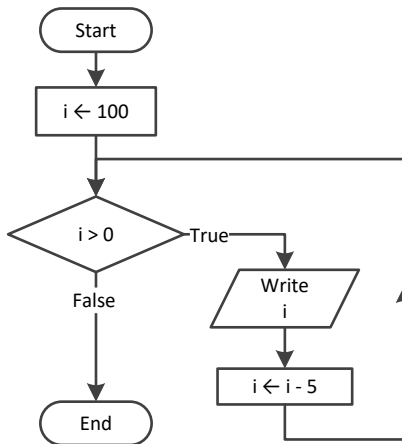 Start
i ← 100
i > 0
True
False
Write
i
i ← i - 5
End